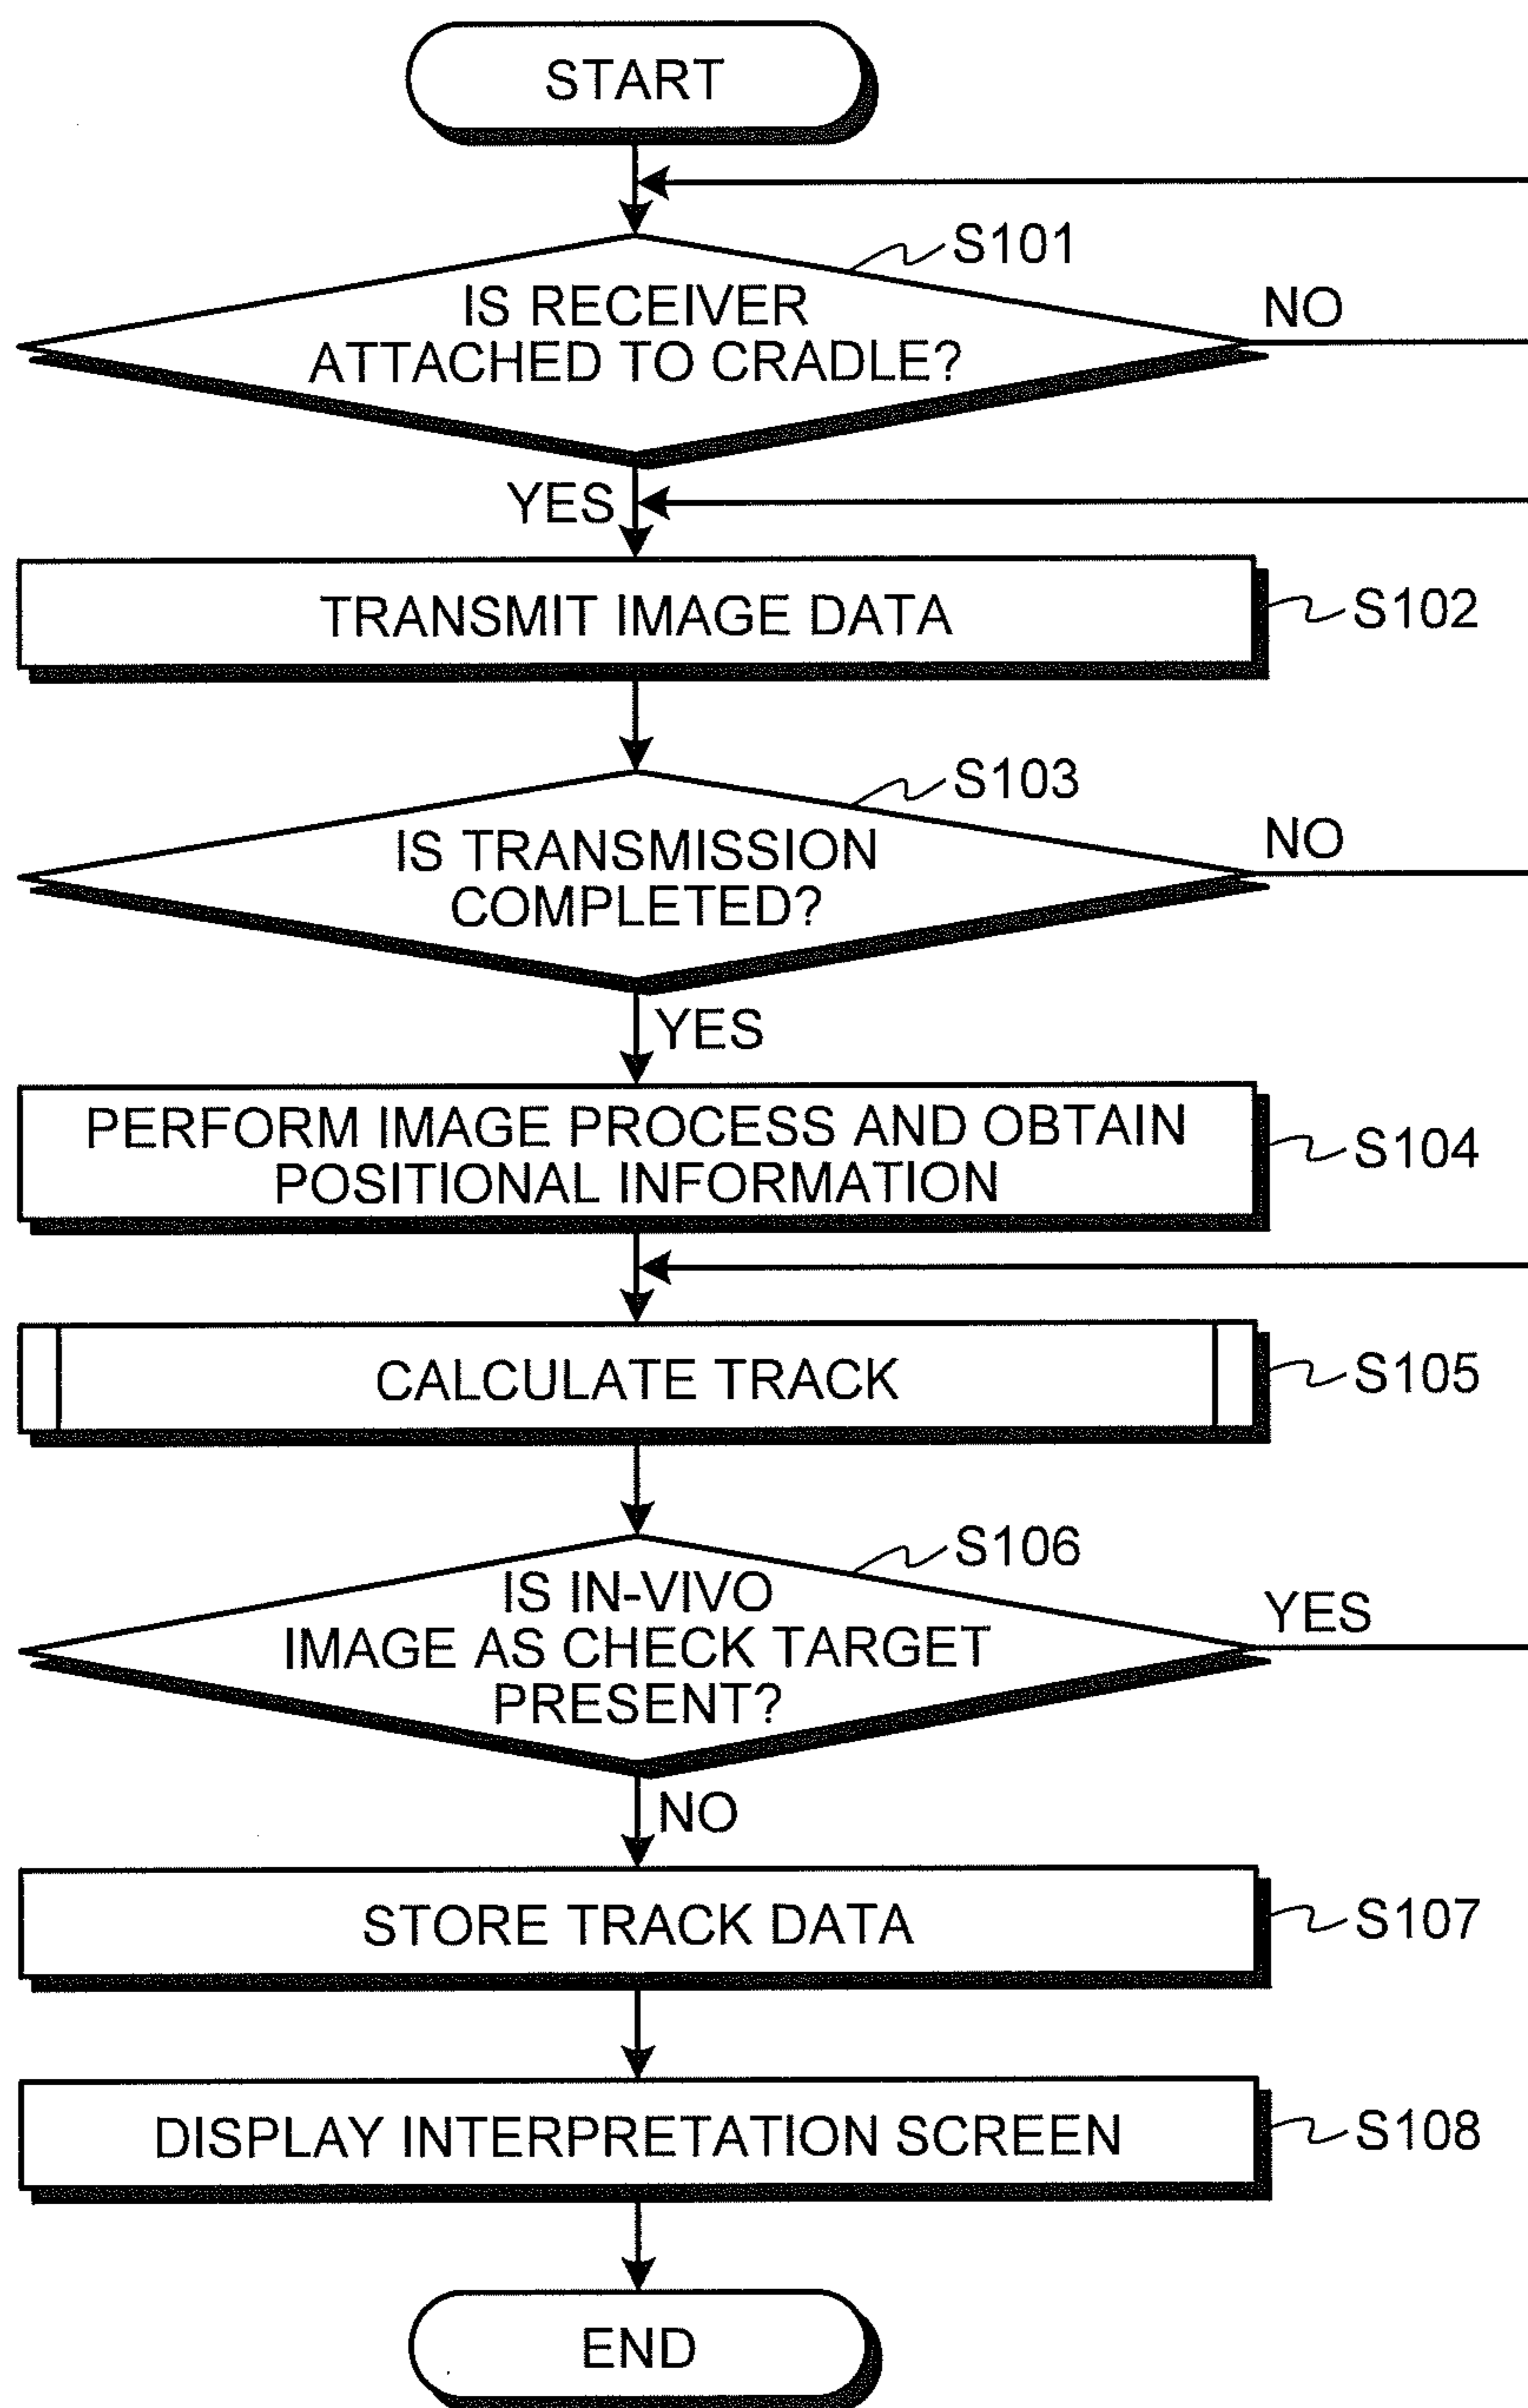 START
S101
IS RECEIVER
ATTACHED TO CRADLE?
NO
YES
TRANSMIT IMAGE DATA
S102
S103
IS TRANSMISSION
COMPLETED?
NO
YES
PERFORM IMAGE PROCESS AND OBTAIN
POSITIONAL INFORMATION
S104
CALCULATE TRACK
S105
S106
IS IN-VIVO
IMAGE AS CHECK TARGET
PRESENT?
YES
NO
STORE TRACK DATA
S107
DISPLAY INTERPRETATION SCREEN
S108
END